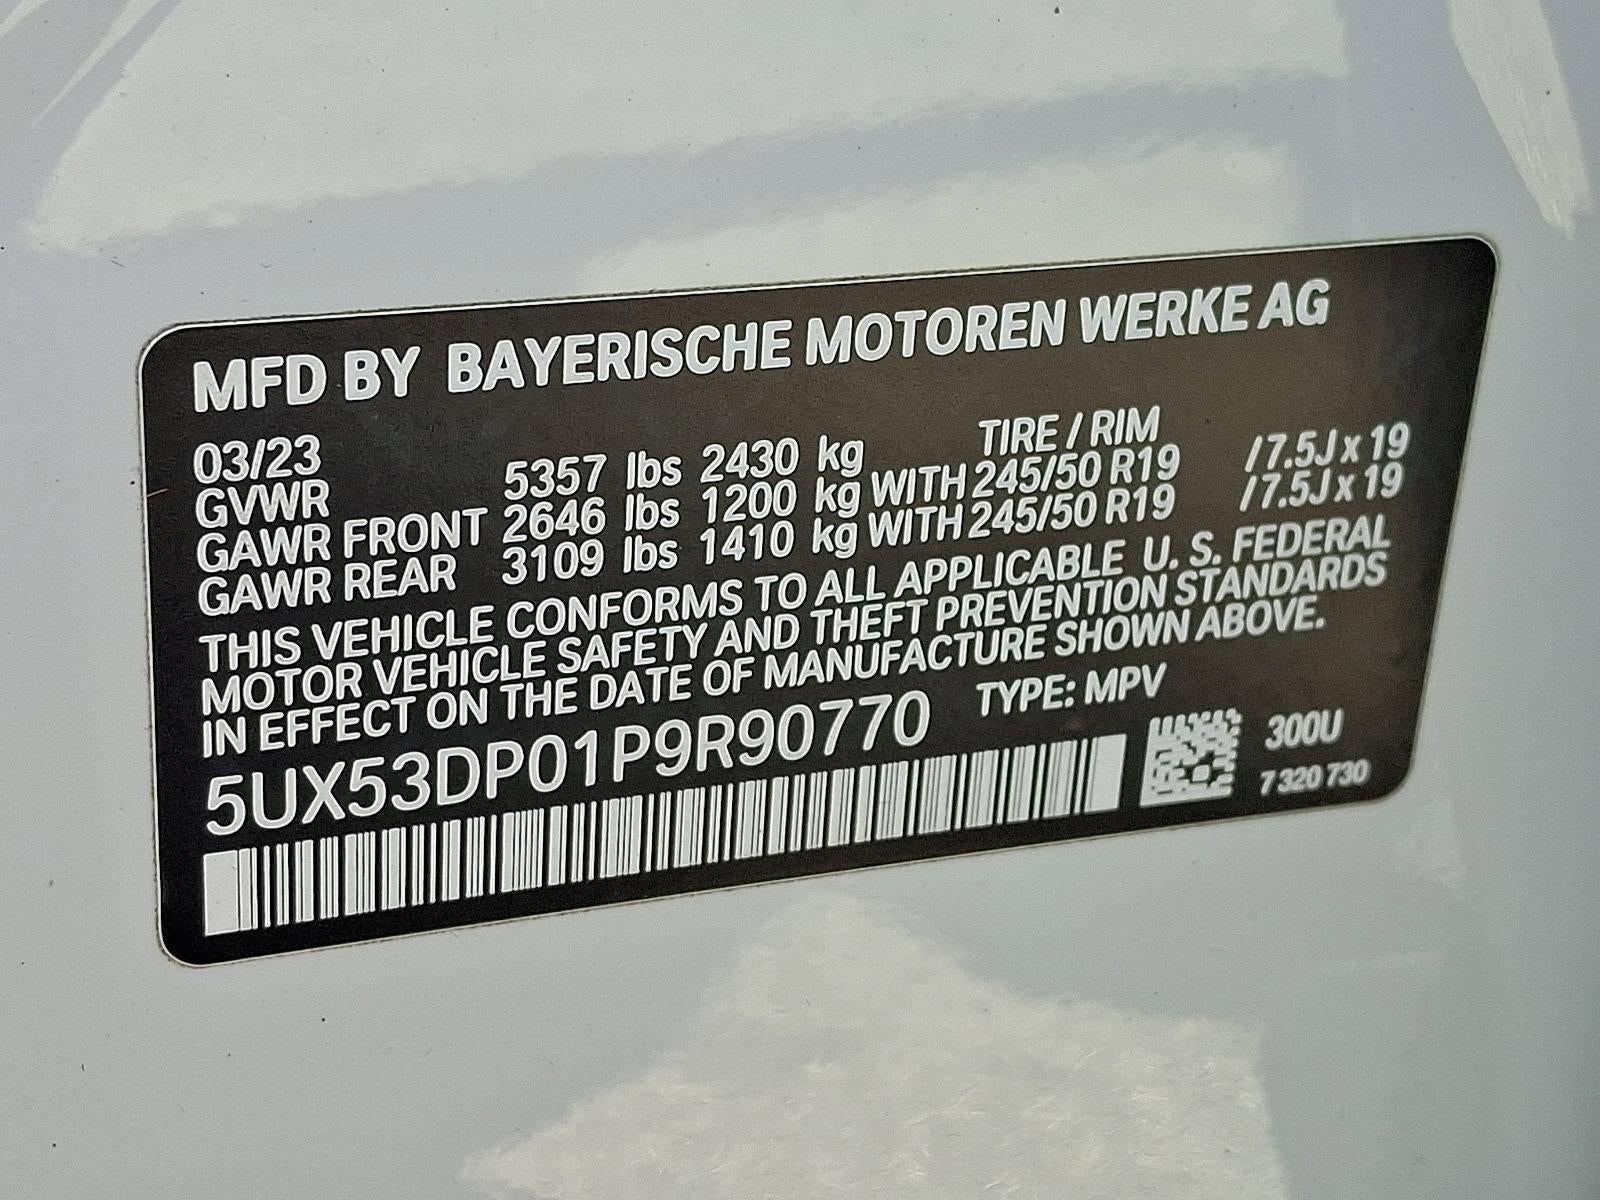 MFD BY BAYERISCHE MOTOREN WERKE AG
03/23 TIRE / RIM
GVWR 5357 lbs 2430 kg
GAWR FRONT 2646 lbs 1200 kg WITH 245/50 R19 /7.5J x 19
GAWR REAR 3109 lbs 1410 kg WITH 245/50 R19 /7.5J x 19
THIS VEHICLE CONFORMS TO ALL APPLICABLE U. S. FEDERAL
MOTOR VEHICLE SAFETY AND THEFT PREVENTION STANDARDS
IN EFFECT ON THE DATE OF MANUFACTURE SHOWN ABOVE.
5UX53DP01P9R90770 TYPE: MPV
300U
7 320 730